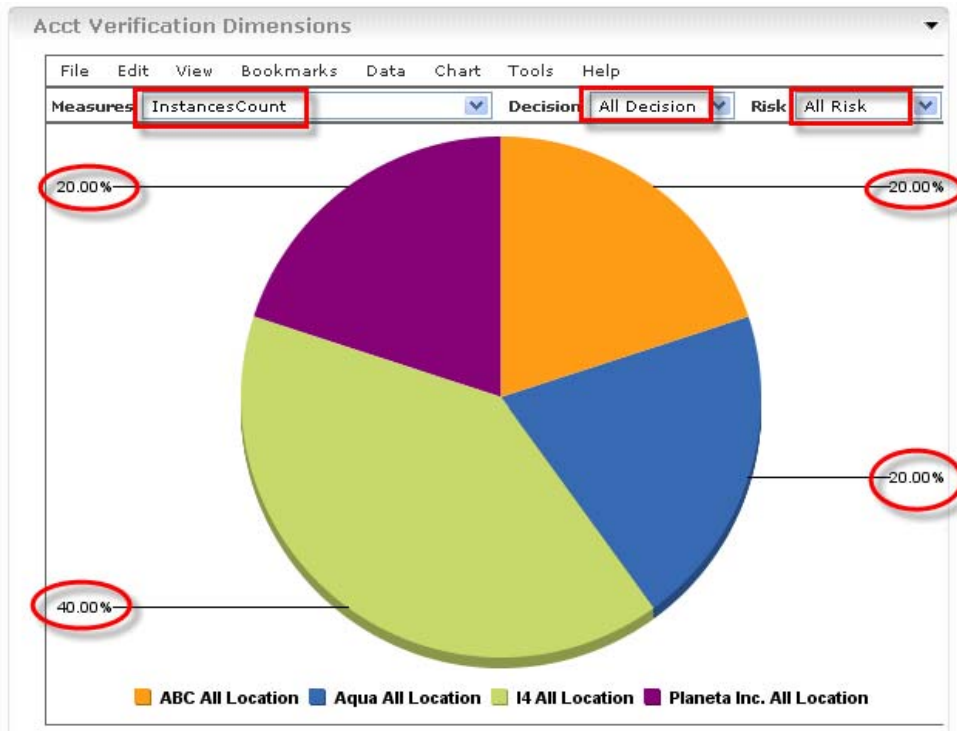 Acct Verification Dimensions
File Edit View Bookmarks Data Chart Tools Help
Measures InstancesCount Decision All Decision Risk All Risk
20.00% 20.00%
20.00%
40.00%
ABC All Location Aqua All Location I4 All Location Planeta Inc. All Location